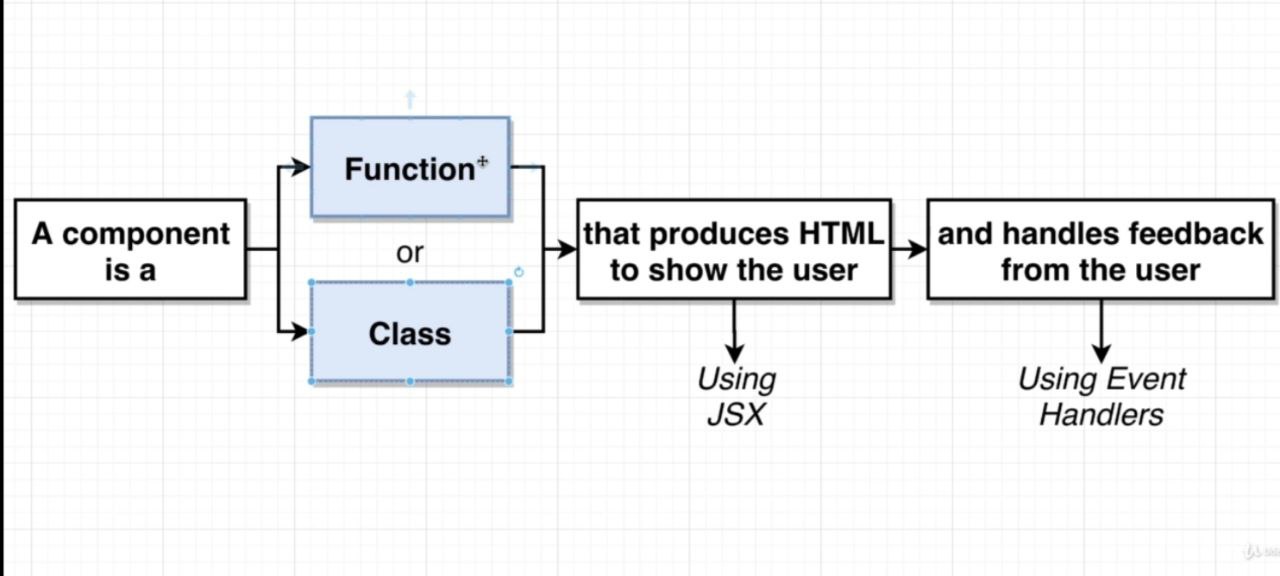 A component
is a
Function
or
Class
that produces HTML
to show the user
and handles feedback
from the user
Using
JSX
Using Event
Handlers